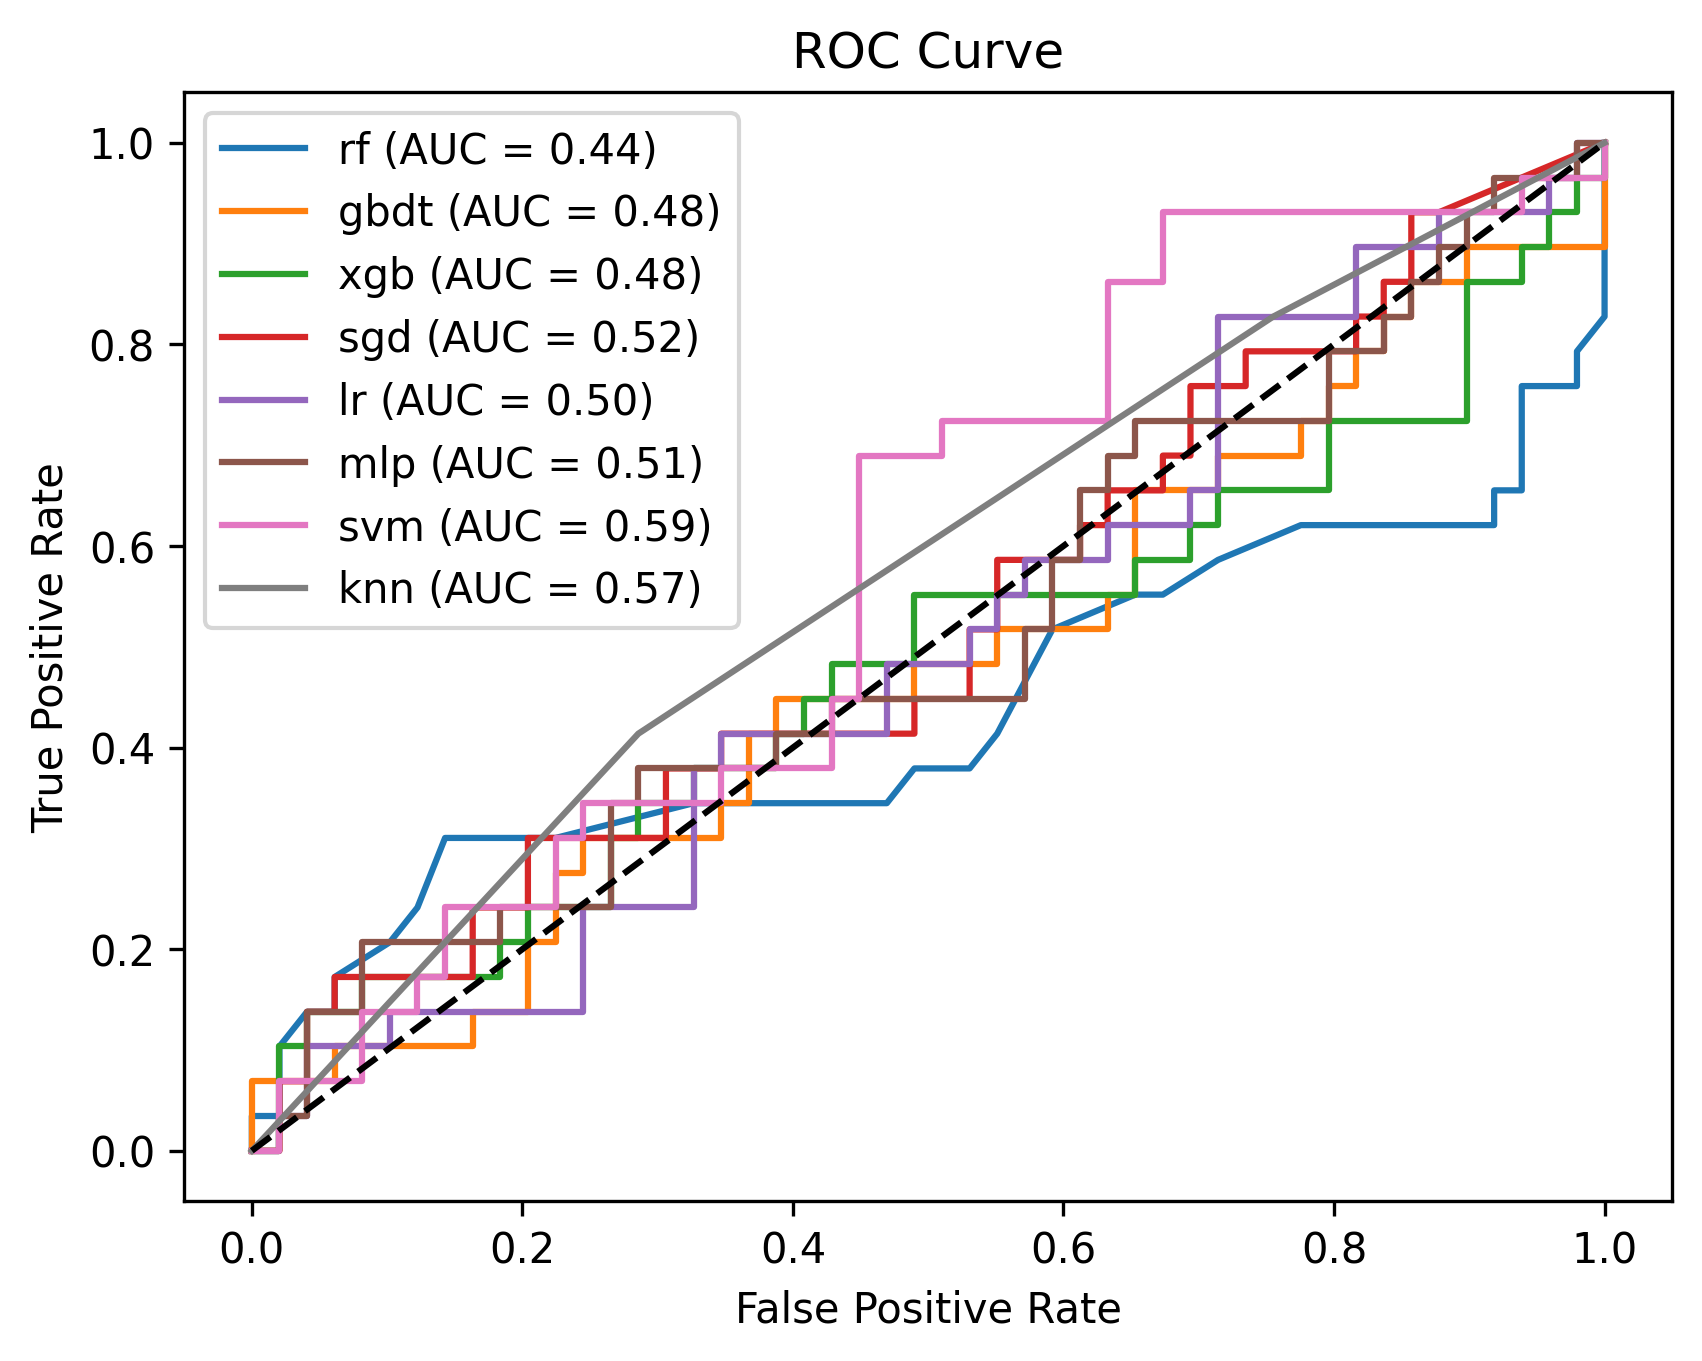 ROC Curve
rf (AUC = 0.44)
gbdt (AUC = 0.48)
xgb (AUC = 0.48)
sgd (AUC = 0.52)
lr (AUC = 0.50)
mlp (AUC = 0.51)
svm (AUC = 0.59)
knn (AUC = 0.57)
True Positive Rate
1.0
0.8
0.6
0.4
0.2
0.0
0.0 0.2 0.4 0.6 0.8 1.0
False Positive Rate